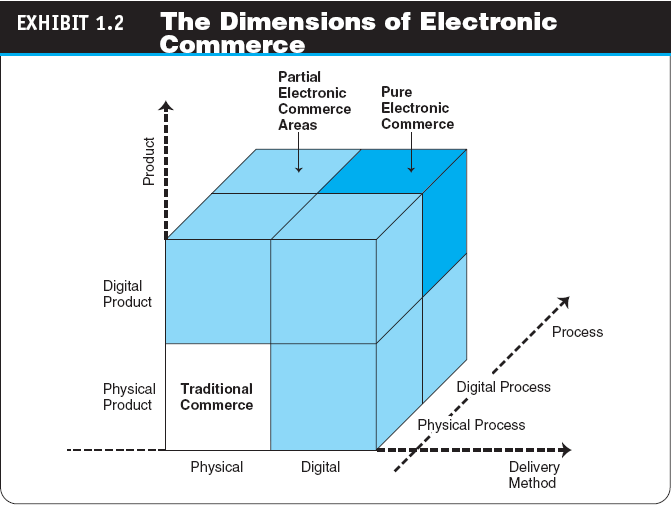 EXHIBIT 1.2
The Dimensions of Electronic
Commerce
Partial
Electronic
Commerce
Areas
Pure
Electronic
Commerce
Product
Digital
Product
Physical
Product
Traditional
Commerce
Process
Digital Process
Physical Process
Physical
Digital
Delivery
Method